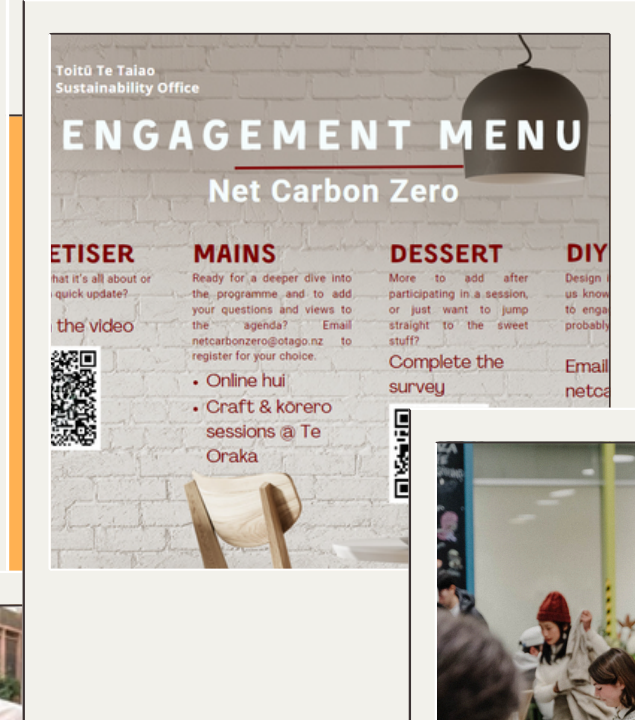 Toitū Te Taiao
Sustainability Office
ENGAGEMENT MENU
Net Carbon Zero
ETISER
hat it's all about or
quick update?
the video
MAINS
Ready for a deeper dive into
the programme and to add
your questions and views to
the agenda? Email
netcarbonzero@otago.nz to
register for your choice.
• Online hui
• Craft & kōrero
sessions @ Te
Oraka
DESSERT
More to add after
participating in a session,
or just want to jump
straight to the sweet
stuff?
Complete the
survey
DIY
Design
us know
to enga
probably
Email
netca